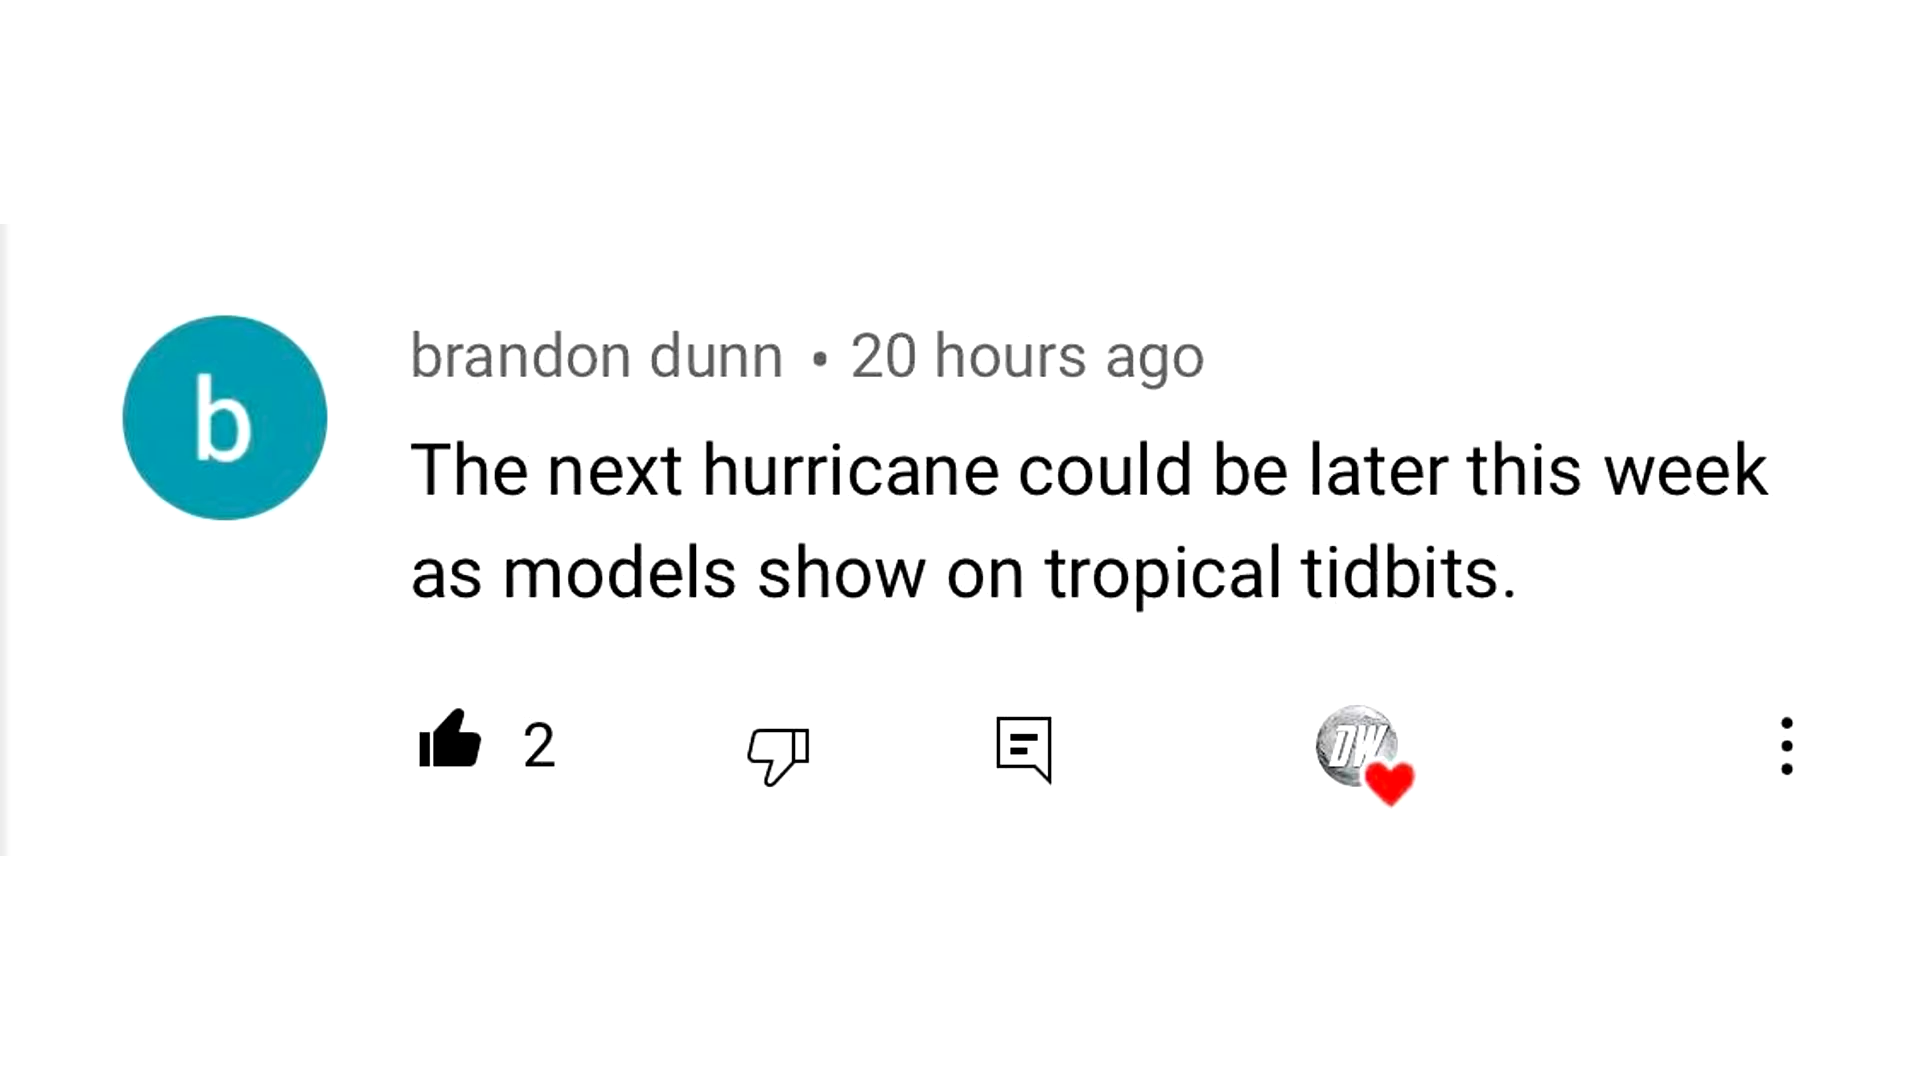 b
brandon dunn • 20 hours ago
The next hurricane could be later this week
as models show on tropical tidbits.
2
DW